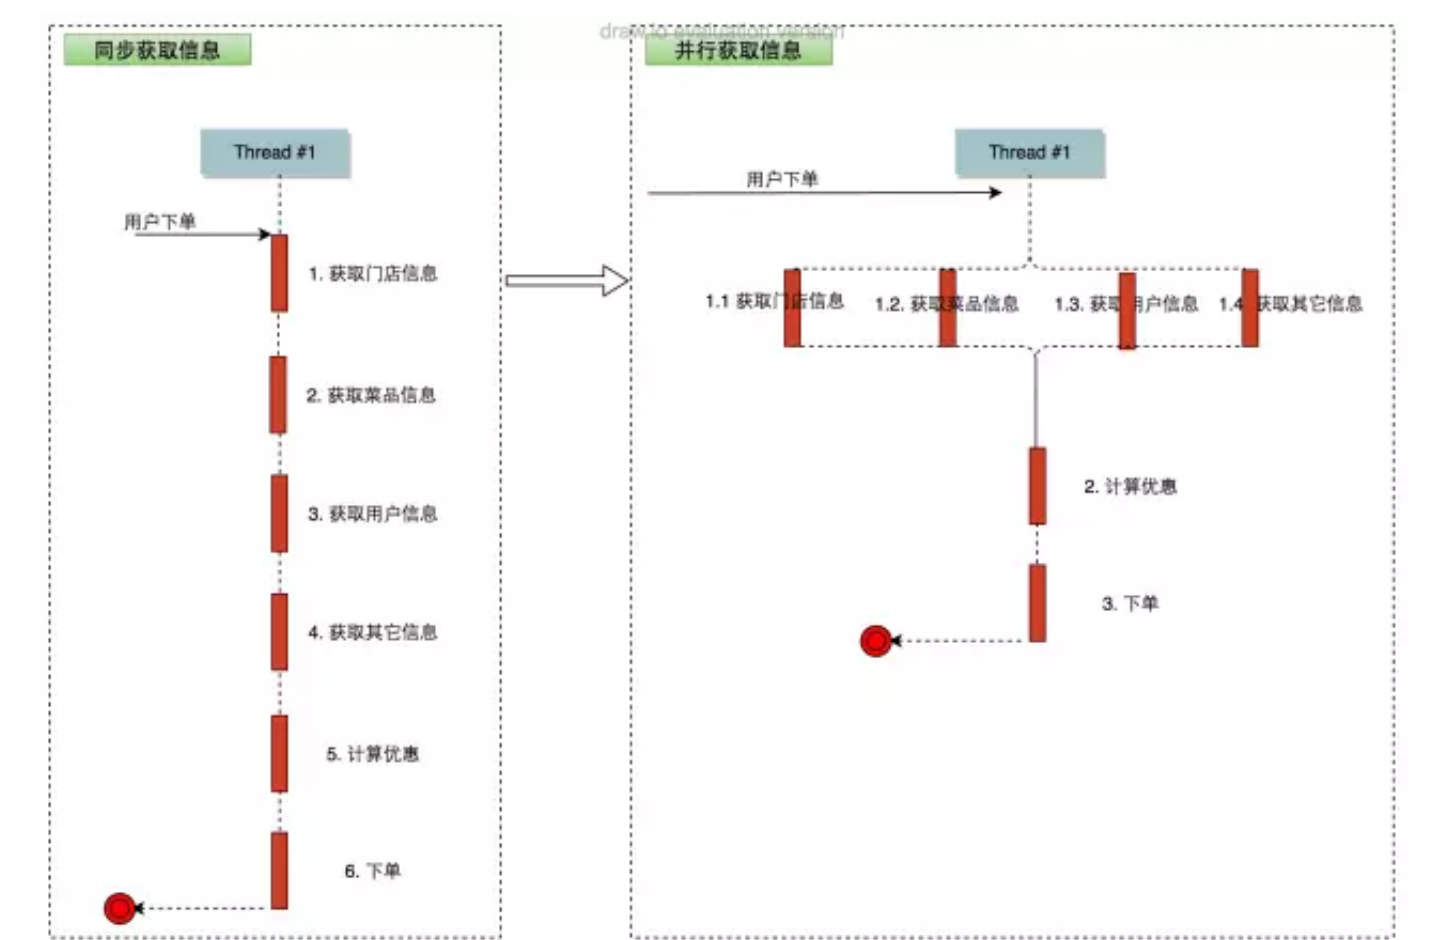 draw.io evaluation version
同步获取信息
Thread #1
用户下单
1. 获取门店信息
2. 获取菜品信息
3. 获取用户信息
4. 获取其它信息
5. 计算优惠
6. 下单
并行获取信息
Thread #1
用户下单
1.1 获取门店信息
1.2. 获取菜品信息
1.3. 获取用户信息
1.4 获取其它信息
2. 计算优惠
3. 下单